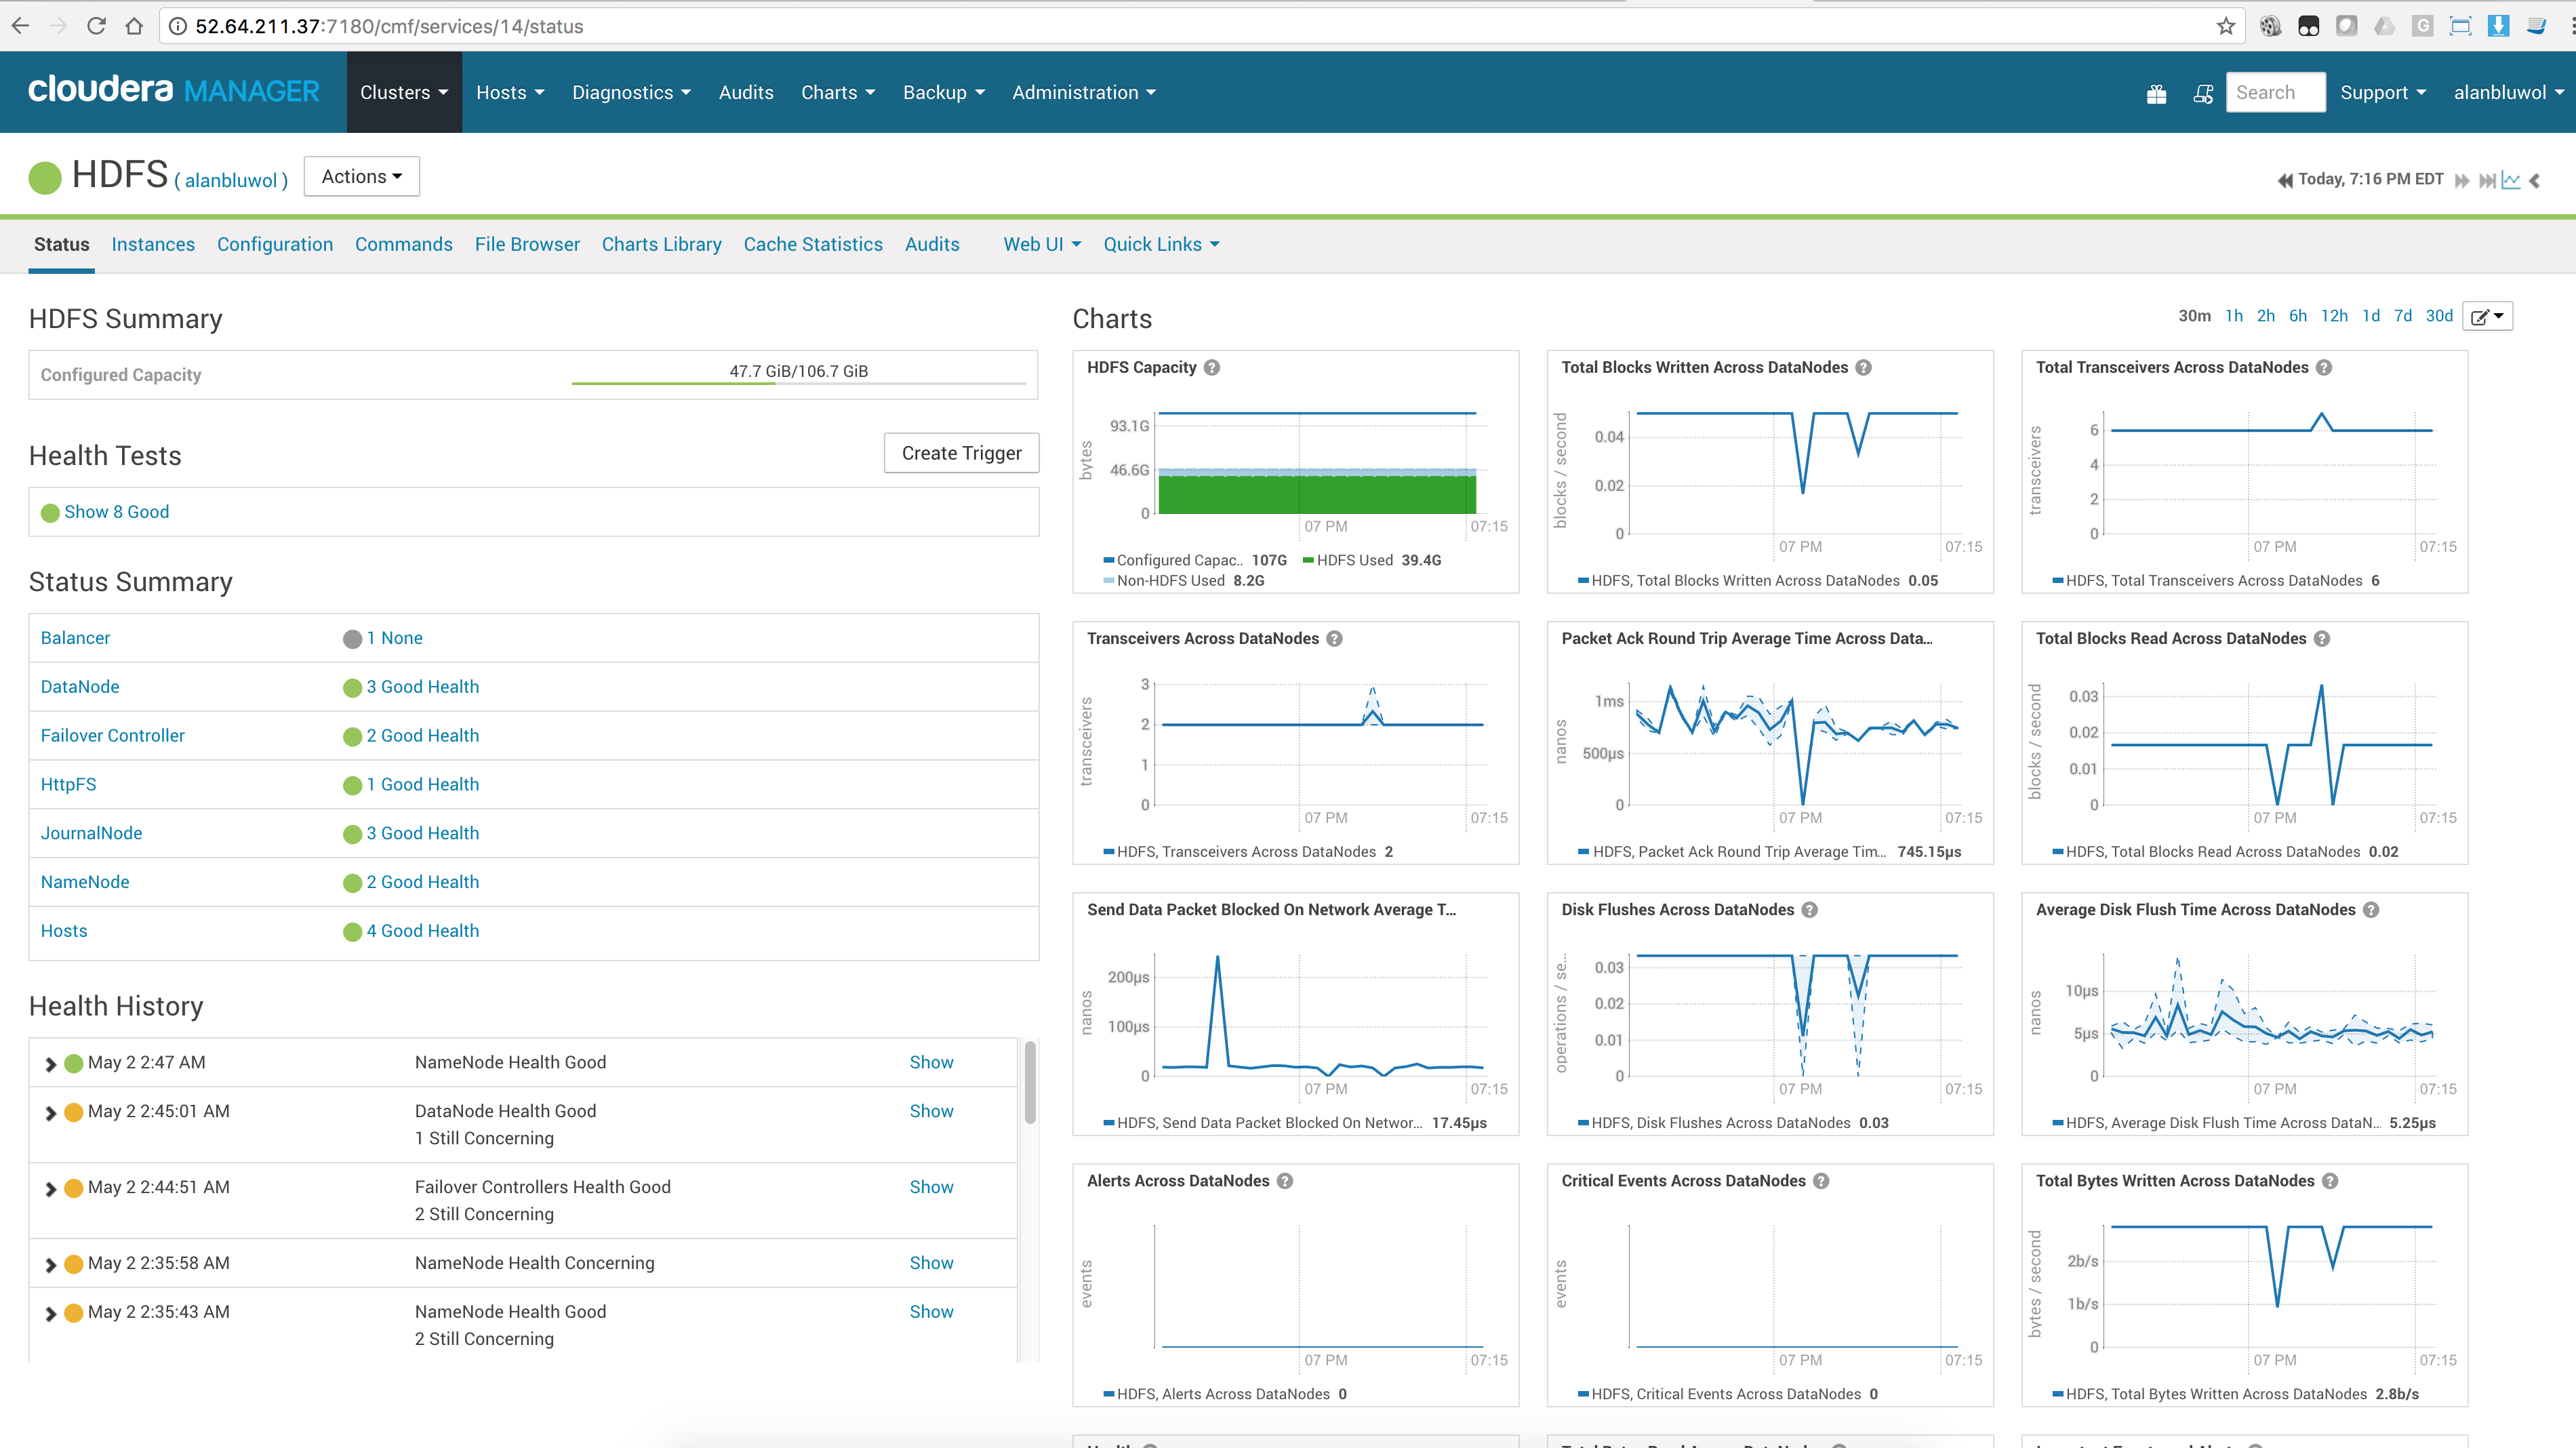 52.64.211.37:7180/cmf/services/14/status
cloudera MANAGER
Clusters
Hosts
Diagnostics
Audits
Charts
Backup
Administration
Search
Support
alanbluwol
HDFS ( alanbluwol )
Actions
Today, 7:16 PM EDT
Status
Instances
Configuration
Commands
File Browser
Charts Library
Cache Statistics
Audits
Web UI
Quick Links
HDFS Summary
Configured Capacity
47.7 GiB/106.7 GiB
Health Tests
Create Trigger
Show 8 Good
Status Summary
Balancer 1 None
DataNode 3 Good Health
Failover Controller 2 Good Health
HttpFS 1 Good Health
JournalNode 3 Good Health
NameNode 2 Good Health
Hosts 4 Good Health
Health History
May 2 2:47 AM NameNode Health Good Show
May 2 2:45:01 AM DataNode Health Good Show
1 Still Concerning
May 2 2:44:51 AM Failover Controllers Health Good Show
2 Still Concerning
May 2 2:35:58 AM NameNode Health Concerning Show
May 2 2:35:43 AM NameNode Health Good Show
2 Still Concerning
Charts
30m 1h 2h 6h 12h 1d 7d 30d
HDFS Capacity
bytes
93.1G
46.6G
0
07 PM 07:15
Configured Capac.. 107G HDFS Used 39.4G
Non-HDFS Used 8.2G
Total Blocks Written Across DataNodes
blocks / second
0.04
0.02
0
07 PM 07:15
HDFS, Total Blocks Written Across DataNodes 0.05
Total Transceivers Across DataNodes
transceivers
6
4
2
0
07 PM 07:15
HDFS, Total Transceivers Across DataNodes 6
Transceivers Across DataNodes
transceivers
3
2
1
0
07 PM 07:15
HDFS, Transceivers Across DataNodes 2
Packet Ack Round Trip Average Time Across Data...
nanos
1ms
500µs
0
07 PM 07:15
HDFS, Packet Ack Round Trip Average Tim... 745.15µs
Total Blocks Read Across DataNodes
blocks / second
0.03
0.02
0.01
0
07 PM 07:15
HDFS, Total Blocks Read Across DataNodes 0.02
Send Data Packet Blocked On Network Average T...
nanos
200µs
100µs
0
07 PM 07:15
HDFS, Send Data Packet Blocked On Networ... 17.45µs
Disk Flushes Across DataNodes
operations / se...
0.03
0.02
0.01
0
07 PM 07:15
HDFS, Disk Flushes Across DataNodes 0.03
Average Disk Flush Time Across DataNodes
nanos
10µs
5µs
0
07 PM 07:15
HDFS, Average Disk Flush Time Across DataN... 5.25µs
Alerts Across DataNodes
events
07 PM 07:15
HDFS, Alerts Across DataNodes 0
Critical Events Across DataNodes
events
07 PM 07:15
HDFS, Critical Events Across DataNodes 0
Total Bytes Written Across DataNodes
bytes / second
2b/s
1b/s
0
07 PM 07:15
HDFS, Total Bytes Written Across DataNodes 2.8b/s